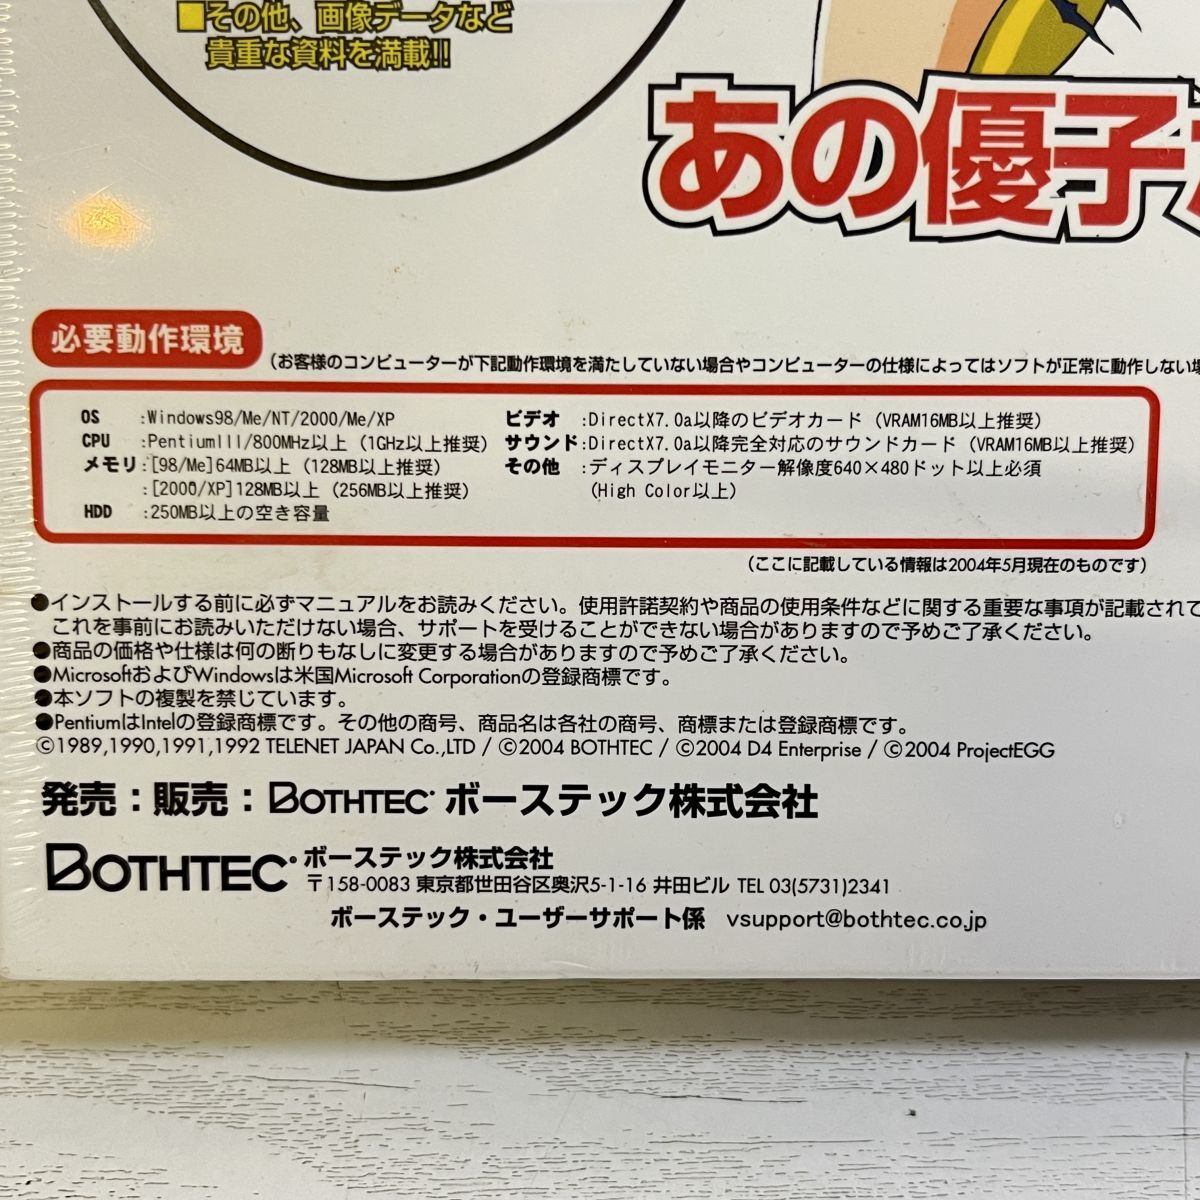 ■その他、画像データなど
貴重な資料を満載!!
あの優子
必要動作環境
(お客様のコンピューターが下記動作環境を満たしていない場合やコンピューターの仕様によってはソフトが正常に動作しない場
OS :Windows98/Me/NT/2000/Me/XP
CPU :PentiumIII/800MHz以上 (1GHz以上推奨)
メモリ:[98/Me]64MB以上 (128MB以上推奨)
:[2000/XP]128MB以上 (256MB以上推奨)
HDD :250MB以上の空き容量
ビデオ :DirectX7.0a以降のビデオカード (VRAM16MB以上推奨)
サウンド:DirectX7.0a以降完全対応のサウンドカード (VRAM16MB以上推奨)
その他 :ディスプレイモニター解像度640×480ドット以上必須
(High Color以上)
(ここに記載している情報は2004年5月現在のものです)
●インストールする前に必ずマニュアルをお読みください。使用許諾契約や商品の使用条件などに関する重要な事項が記載されて
これを事前にお読みいただけない場合、サポートを受けることができない場合がありますので予めご了承ください。
●商品の価格や仕様は何の断りもなしに変更する場合がありますので予めご了承ください。
●MicrosoftおよびWindowsは米国Microsoft Corporationの登録商標です。
●本ソフトの複製を禁じています。
●PentiumはIntelの登録商標です。その他の商号、商品名は各社の商号、商標または登録商標です。
©1989,1990,1991,1992 TELENET JAPAN Co.,LTD / ©2004 BOTHTEC / ©2004 D4 Enterprise / ©2004 ProjectEGG
発売：販売：BOTHTEC ボーステック株式会社
BOTHTEC ボーステック株式会社
〒158-0083 東京都世田谷区奥沢5-1-16 井田ビル TEL 03(5731)2341
ボーステック・ユーザーサポート係 vsupport@bothtec.co.jp